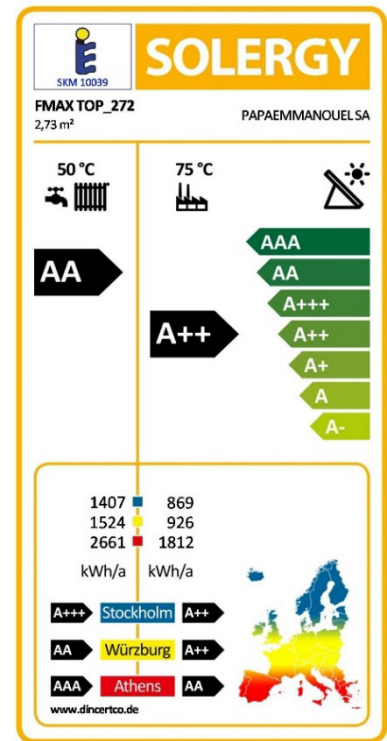 SKM 10039
SOLERGY
FMAX TOP_272
2,73 m²
PAPAEMMANOUEL SA
50 °C
75 °C
AA
A++
AAA
AA
A+++
A++
A+
A
A-
1407 869
1524 926
2661 1812
kWh/a kWh/a
A+++ Stockholm A++
AA Würzburg A++
AAA Athens AA
www.dincertco.de